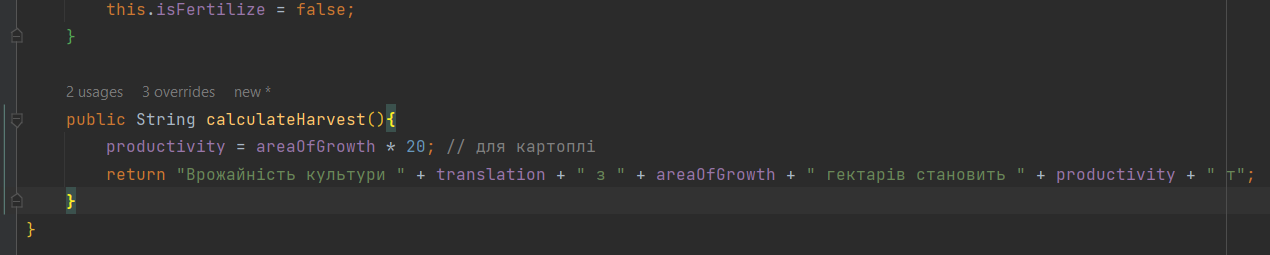 this.isFertilize = false;
}
2 usages 3 overrides new *
public String calculateHarvest(){
productivity = areaOfGrowth * 20; // для картоплі
return "Врожайність культури " + translation + " з " + areaOfGrowth + " гектарів становить " + productivity + " т";
}
}